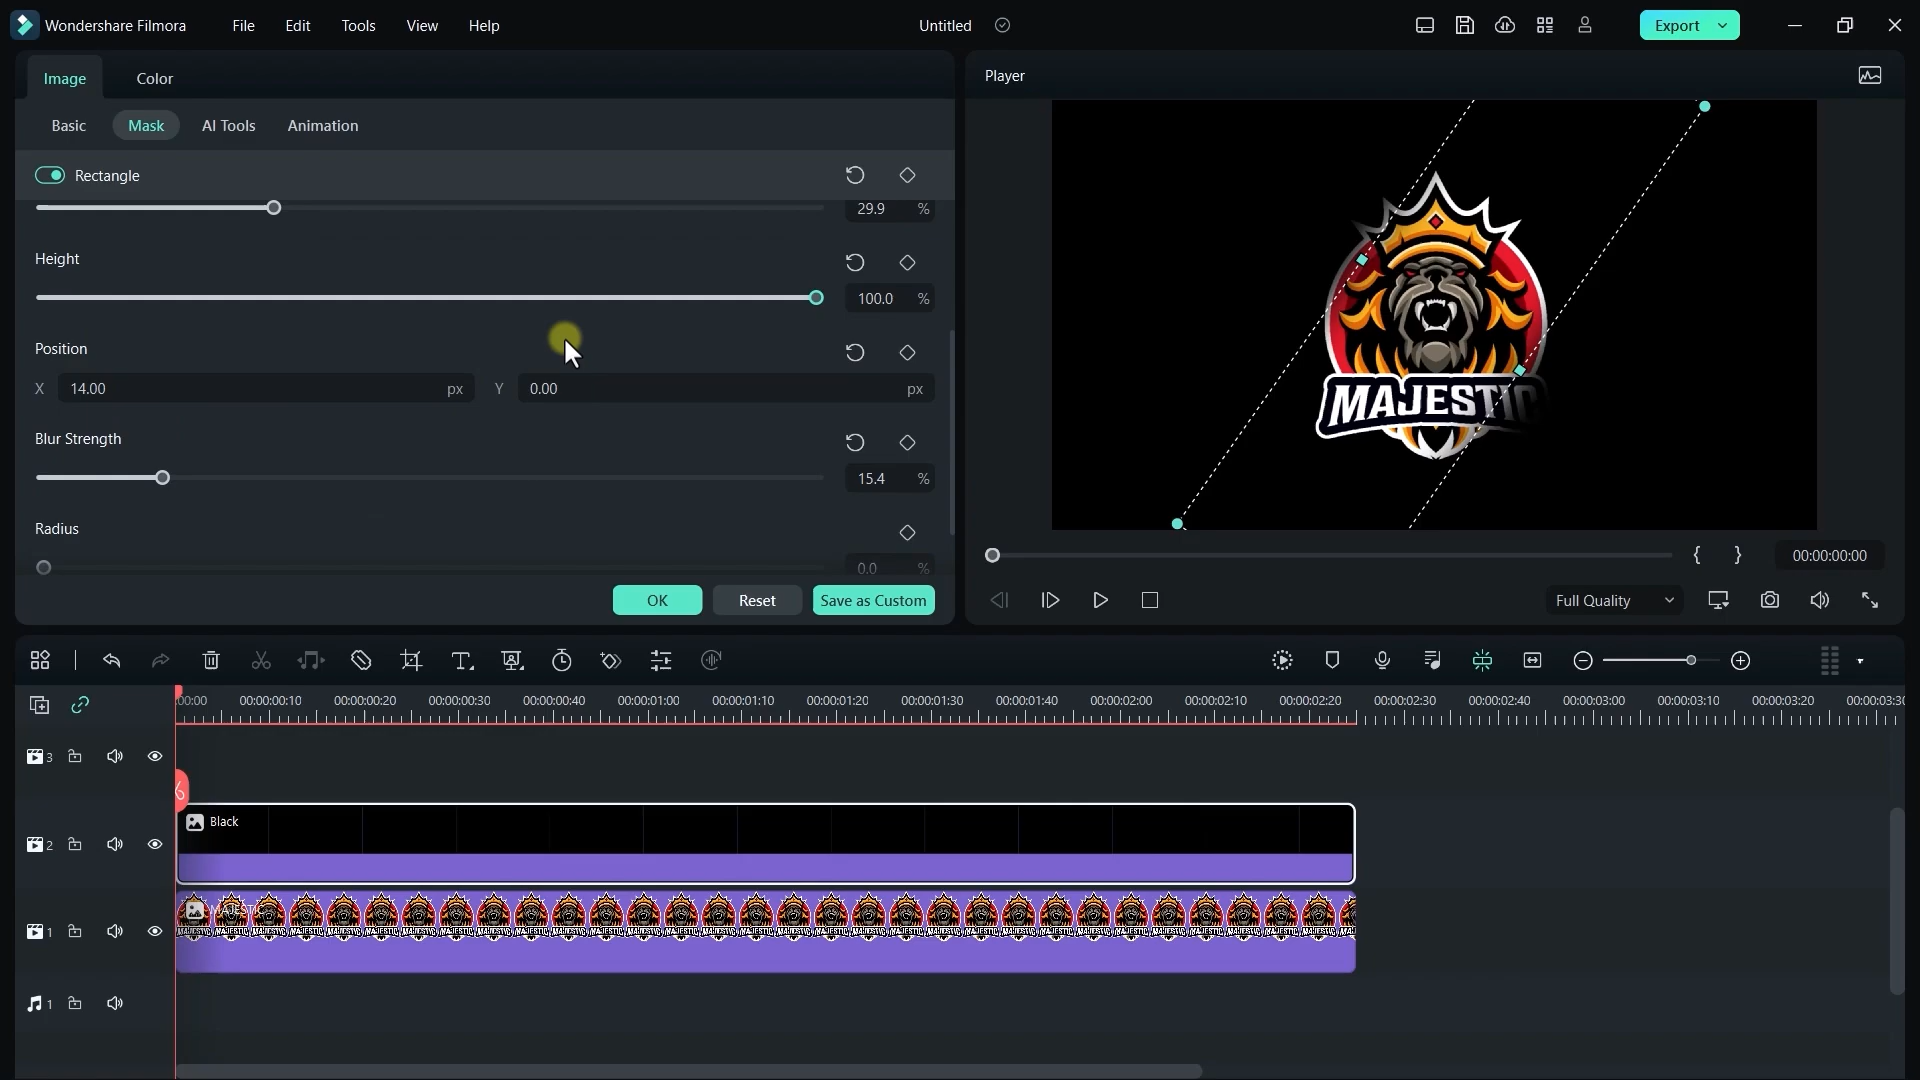 Wondershare Filmora File Edit Tools View Help Untitled Export
Image Color
Basic Mask AI Tools Animation
Rectangle
29.9 %
Height
100.0 %
Position
X 14.00 px Y 0.00 px
Blur Strength
15.4 %
Radius
0.0 %
OK Reset Save as Custom
Player
MAJESTIC
{ } 00:00:00:00
Full Quality
:00:00 00:00:00:10 00:00:00:20 00:00:00:30 00:00:00:40 00:00:01:00 00:00:01:10 00:00:01:20 00:00:01:30 00:00:01:40 00:00:02:00 00:00:02:10 00:00:02:20 00:00:02:30 00:00:02:40 00:00:03:00 00:00:03:10 00:00:03:20 00:00:03:30
3
2 Black
1 MAJESTIC
1